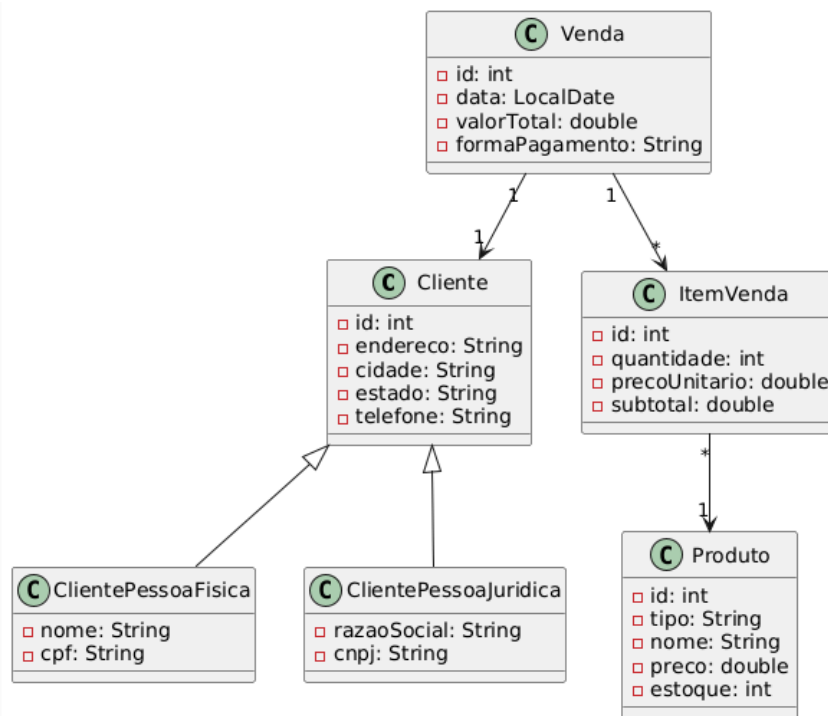 C Venda
id: int
data: LocalDate
valorTotal: double
formaPagamento: String
1
1
1
*
C Cliente
id: int
endereco: String
cidade: String
estado: String
telefone: String
C ItemVenda
id: int
quantidade: int
precoUnitario: double
subtotal: double
*
1
C ClientePessoaFisica
nome: String
cpf: String
C ClientePessoaJuridica
razaoSocial: String
cnpj: String
C Produto
id: int
tipo: String
nome: String
preco: double
estoque: int